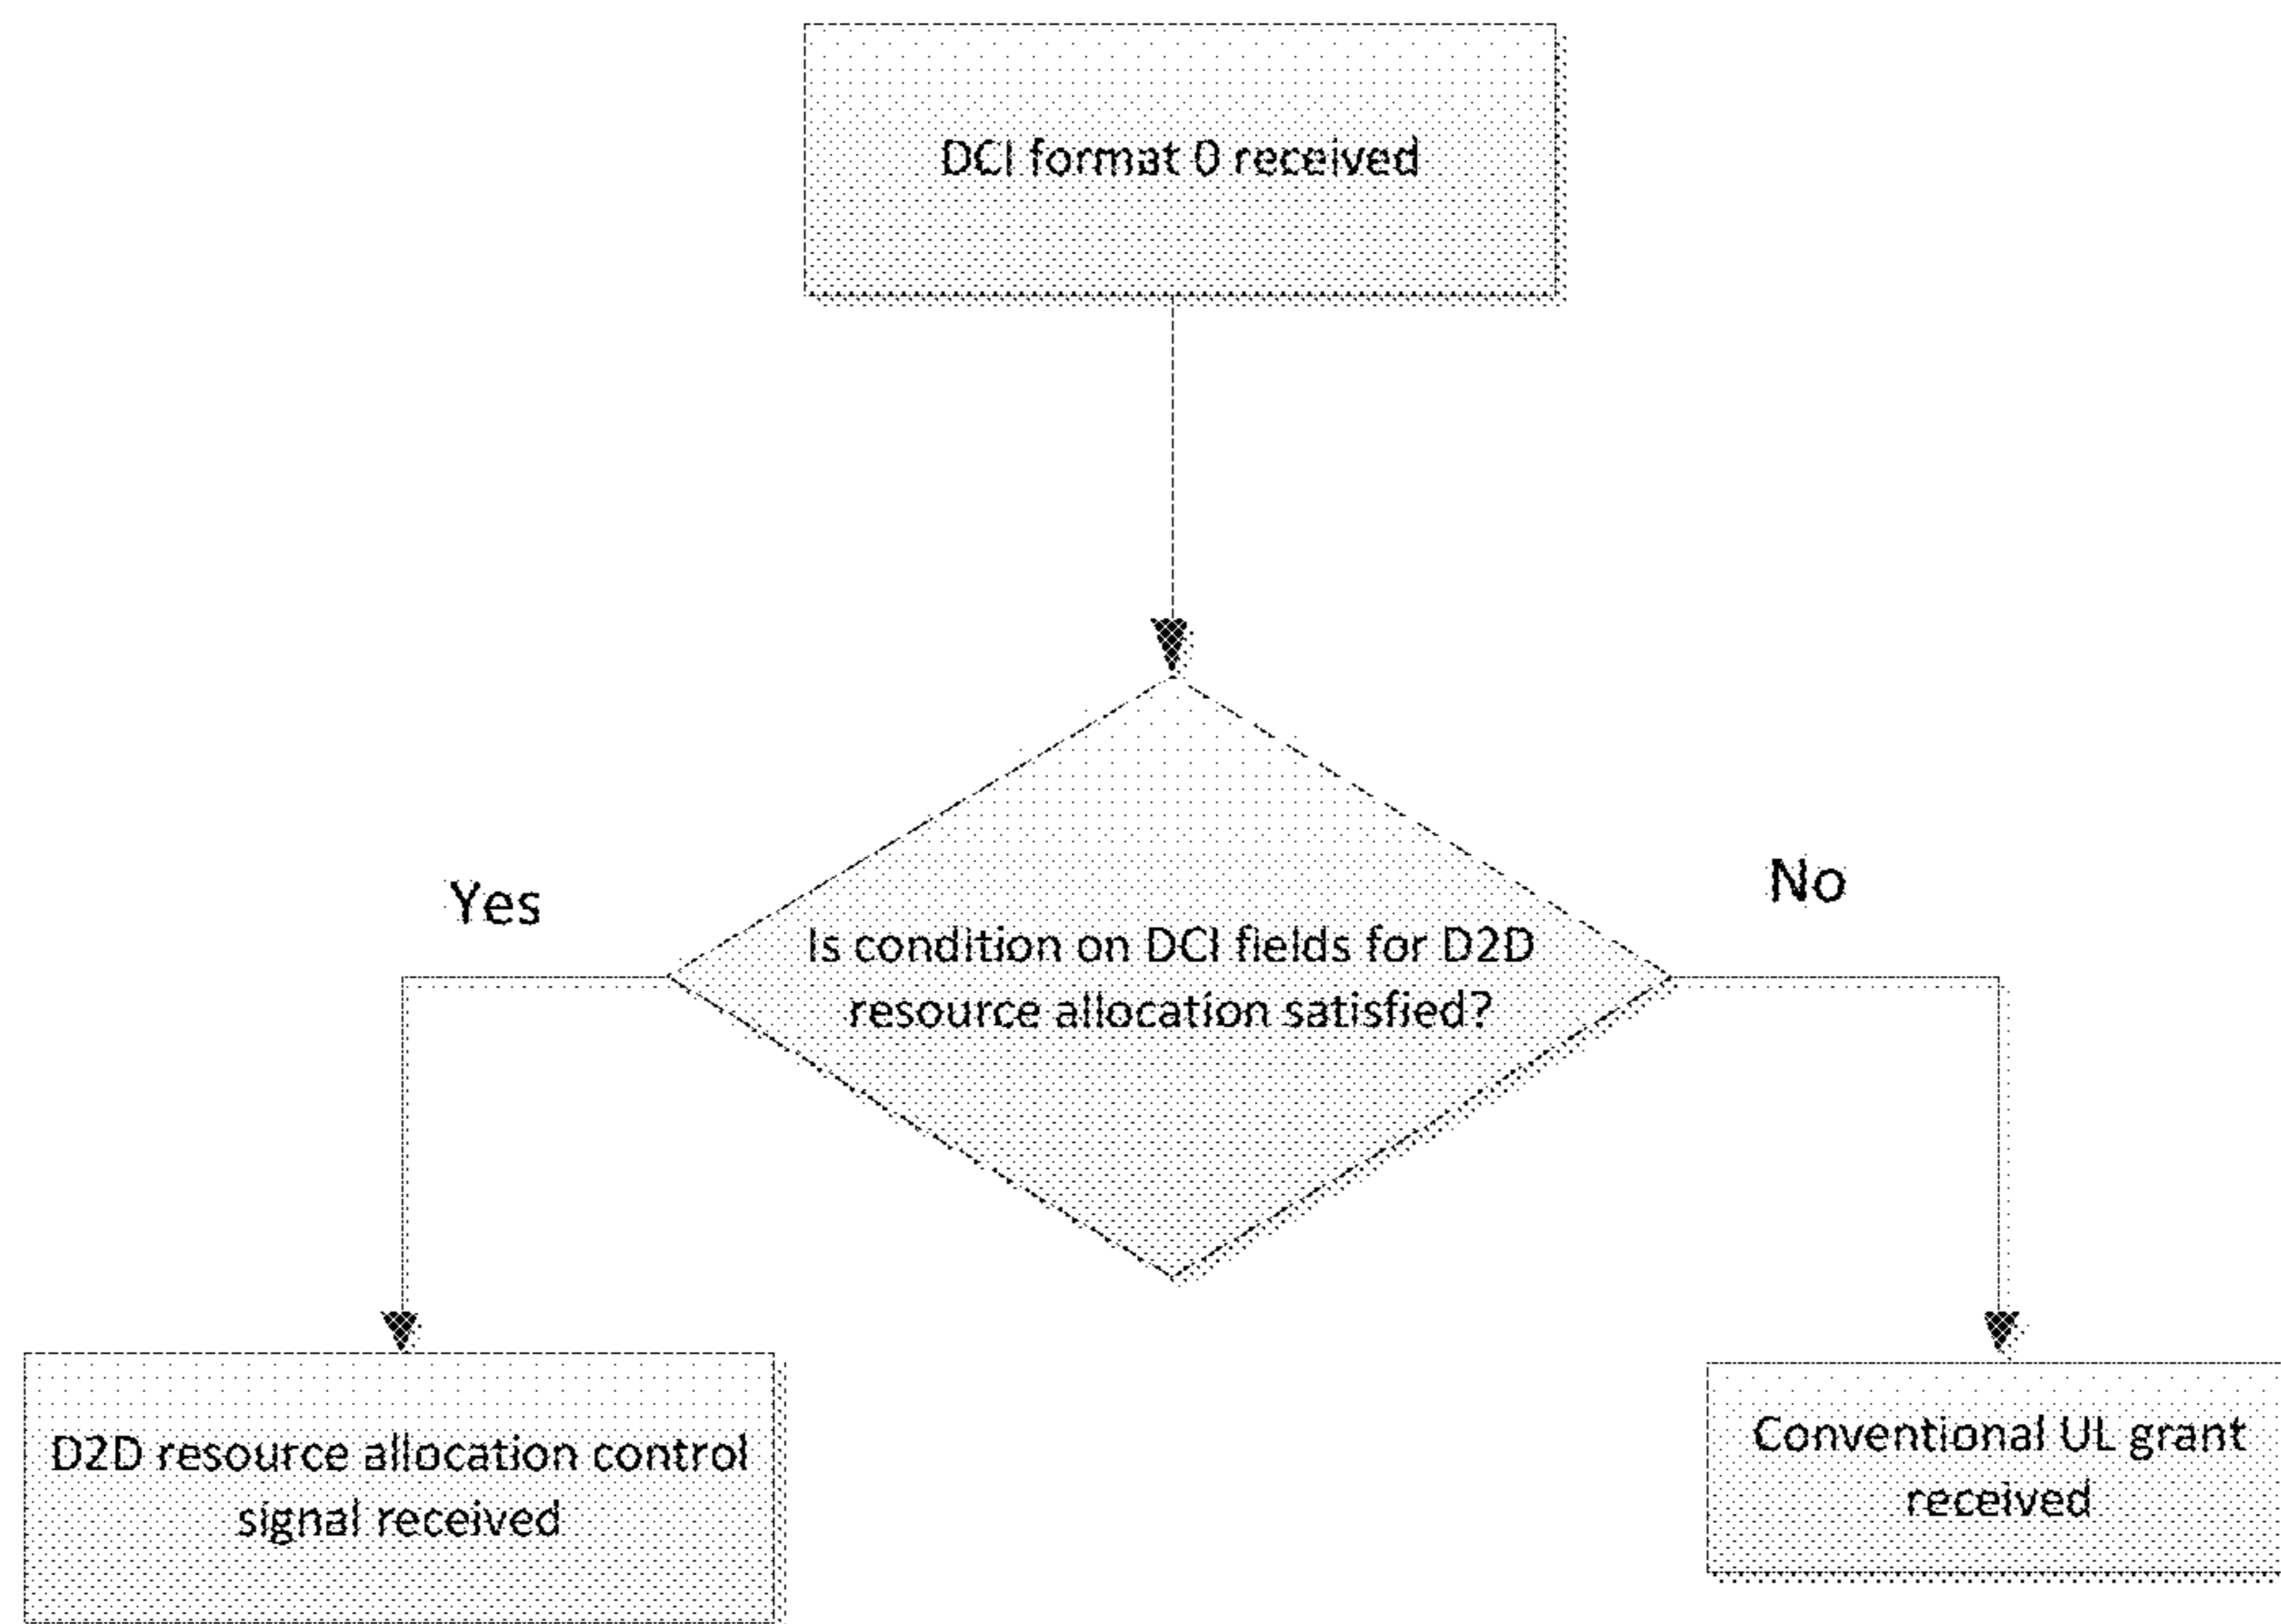 DCI format 0 received
Yes
No
Is condition on DCI fields for D2D
resource allocation satisfied?
D2D resource allocation control
signal received
Conventional UL grant
received